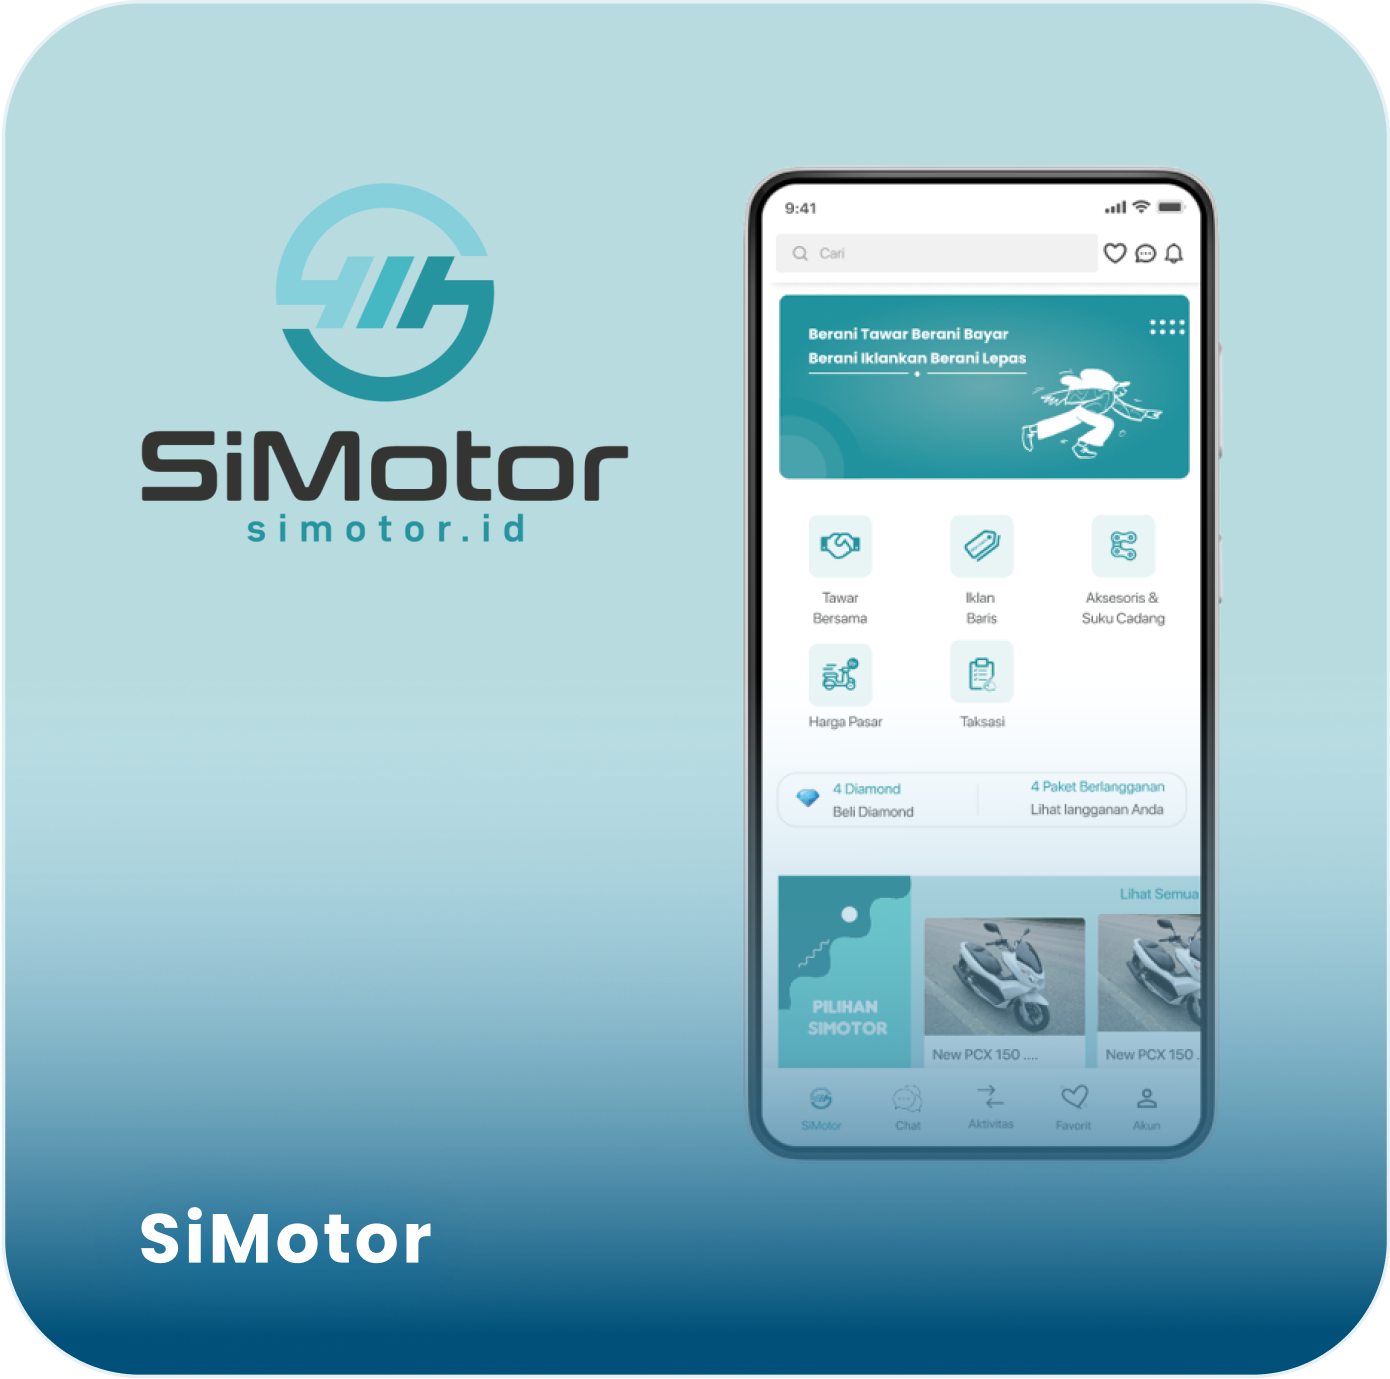 SiMotor
simotor.id
9:41
Cari
Berani Tawar Berani Bayar
Berani Iklankan Berani Lepas
Tawar
Bersama
Iklan
Baris
Aksesoris &
Suku Cadang
Harga Pasar
Taksasi
4 Diamond
Beli Diamond
4 Paket Berlangganan
Lihat langganan Anda
Lihat Semua
PILIHAN
SIMOTOR
New PCX 150 ....
New PCX 150 .
SiMotor
Chat
Aktivitas
Favorit
Akun
SiMotor